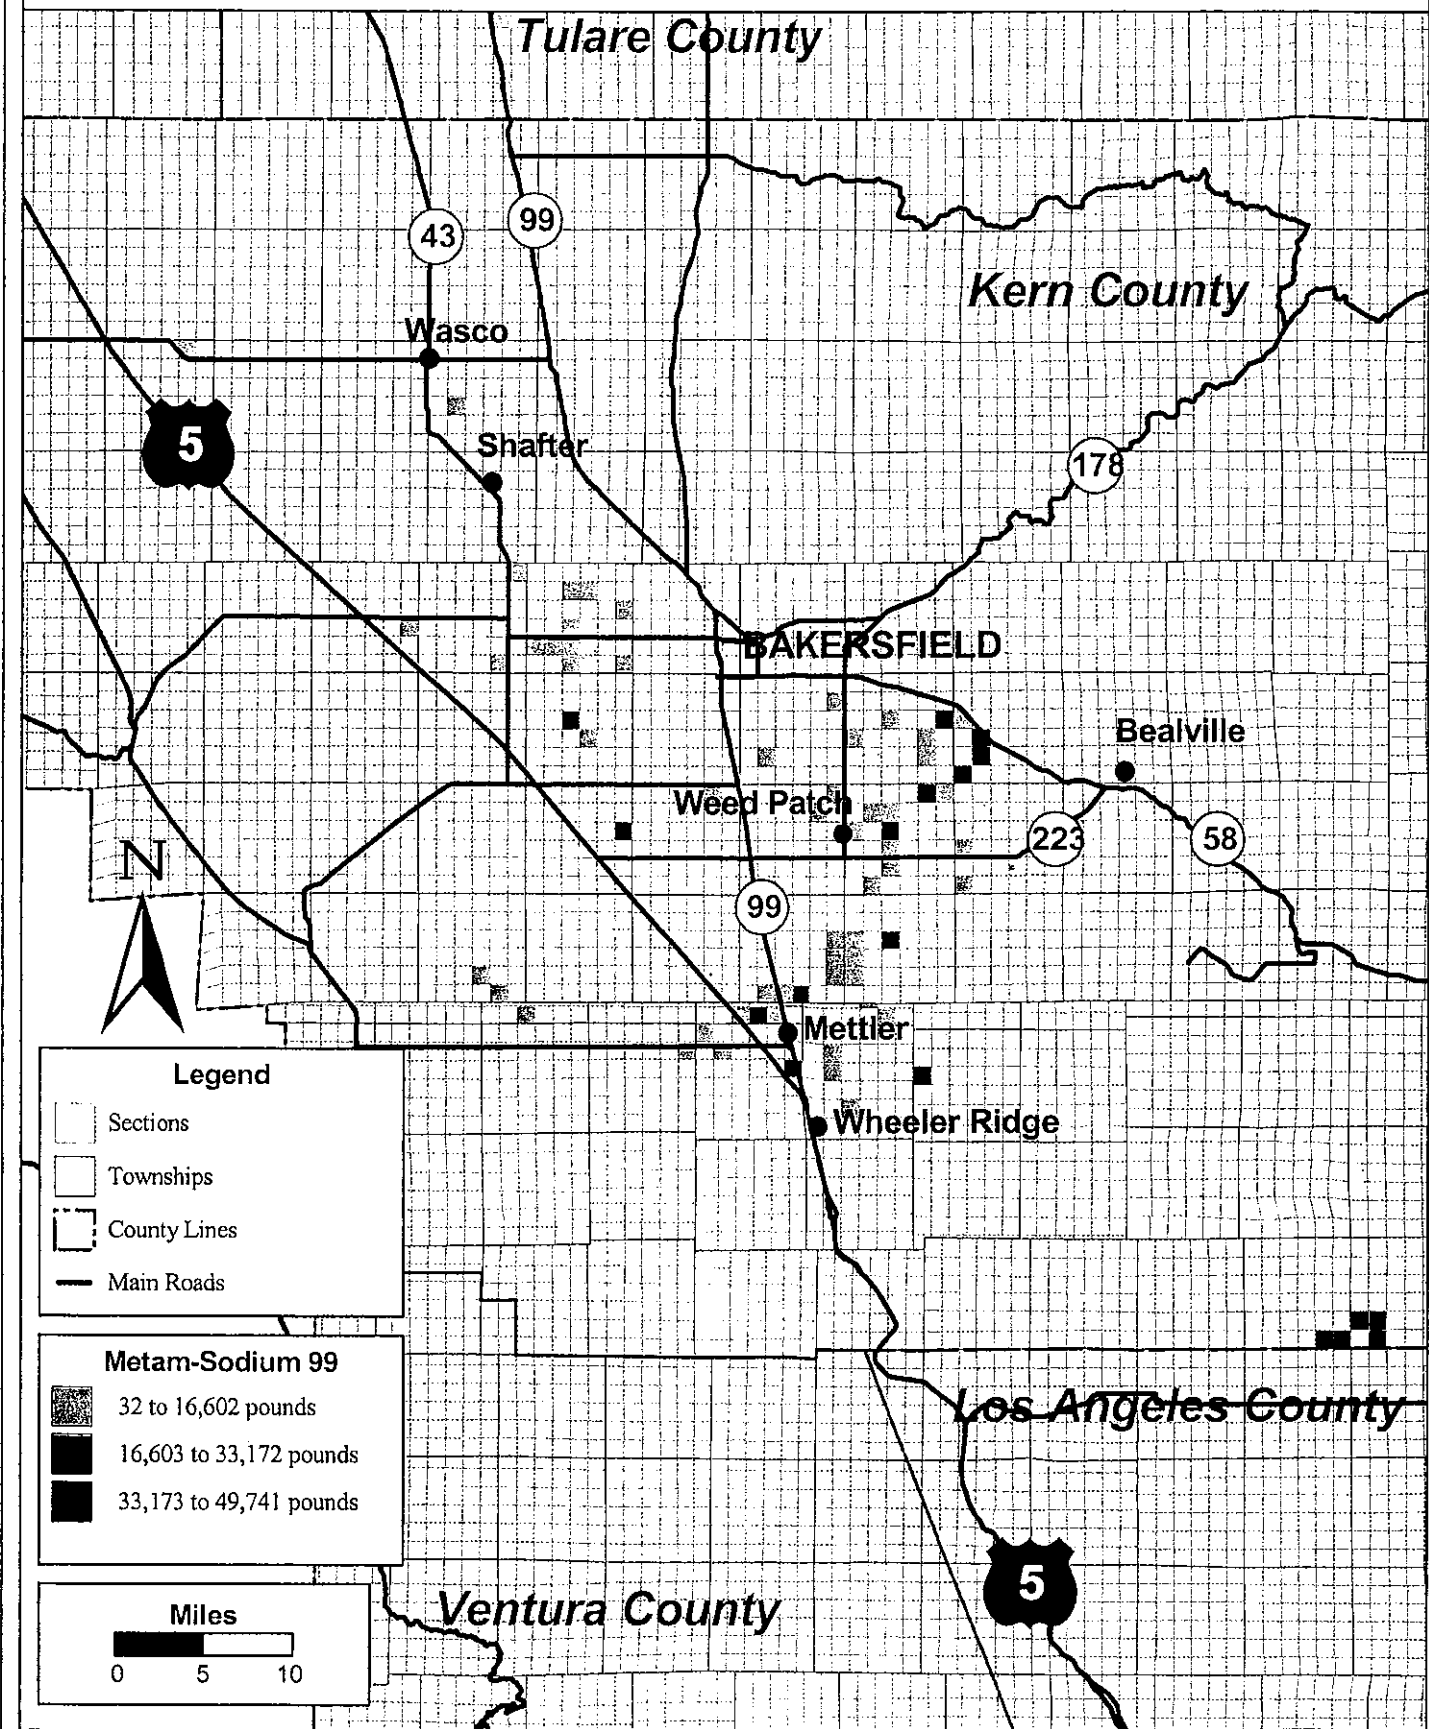 Tulare County
43
99
Kern County
Wasco
5
Shafter
178
BAKERSFIELD
Bealville
Weed Patch
223
58
N
99
Mettler
Wheeler Ridge
Legend
Sections
Townships
County Lines
Main Roads
Metam-Sodium 99
32 to 16,602 pounds
16,603 to 33,172 pounds
33,173 to 49,741 pounds
Los Angeles County
5
Ventura County
Miles
0 5 10